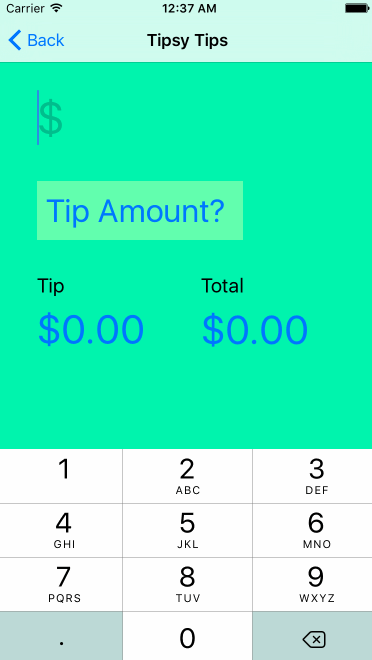 Carrier 12:37 AM
Back Tipsy Tips
$
Tip Amount?
Tip Total
$0.00 $0.00
1 2 3
ABC DEF
4 5 6
GHI JKL MNO
7 8 9
PQRS TUV WXYZ
. 0